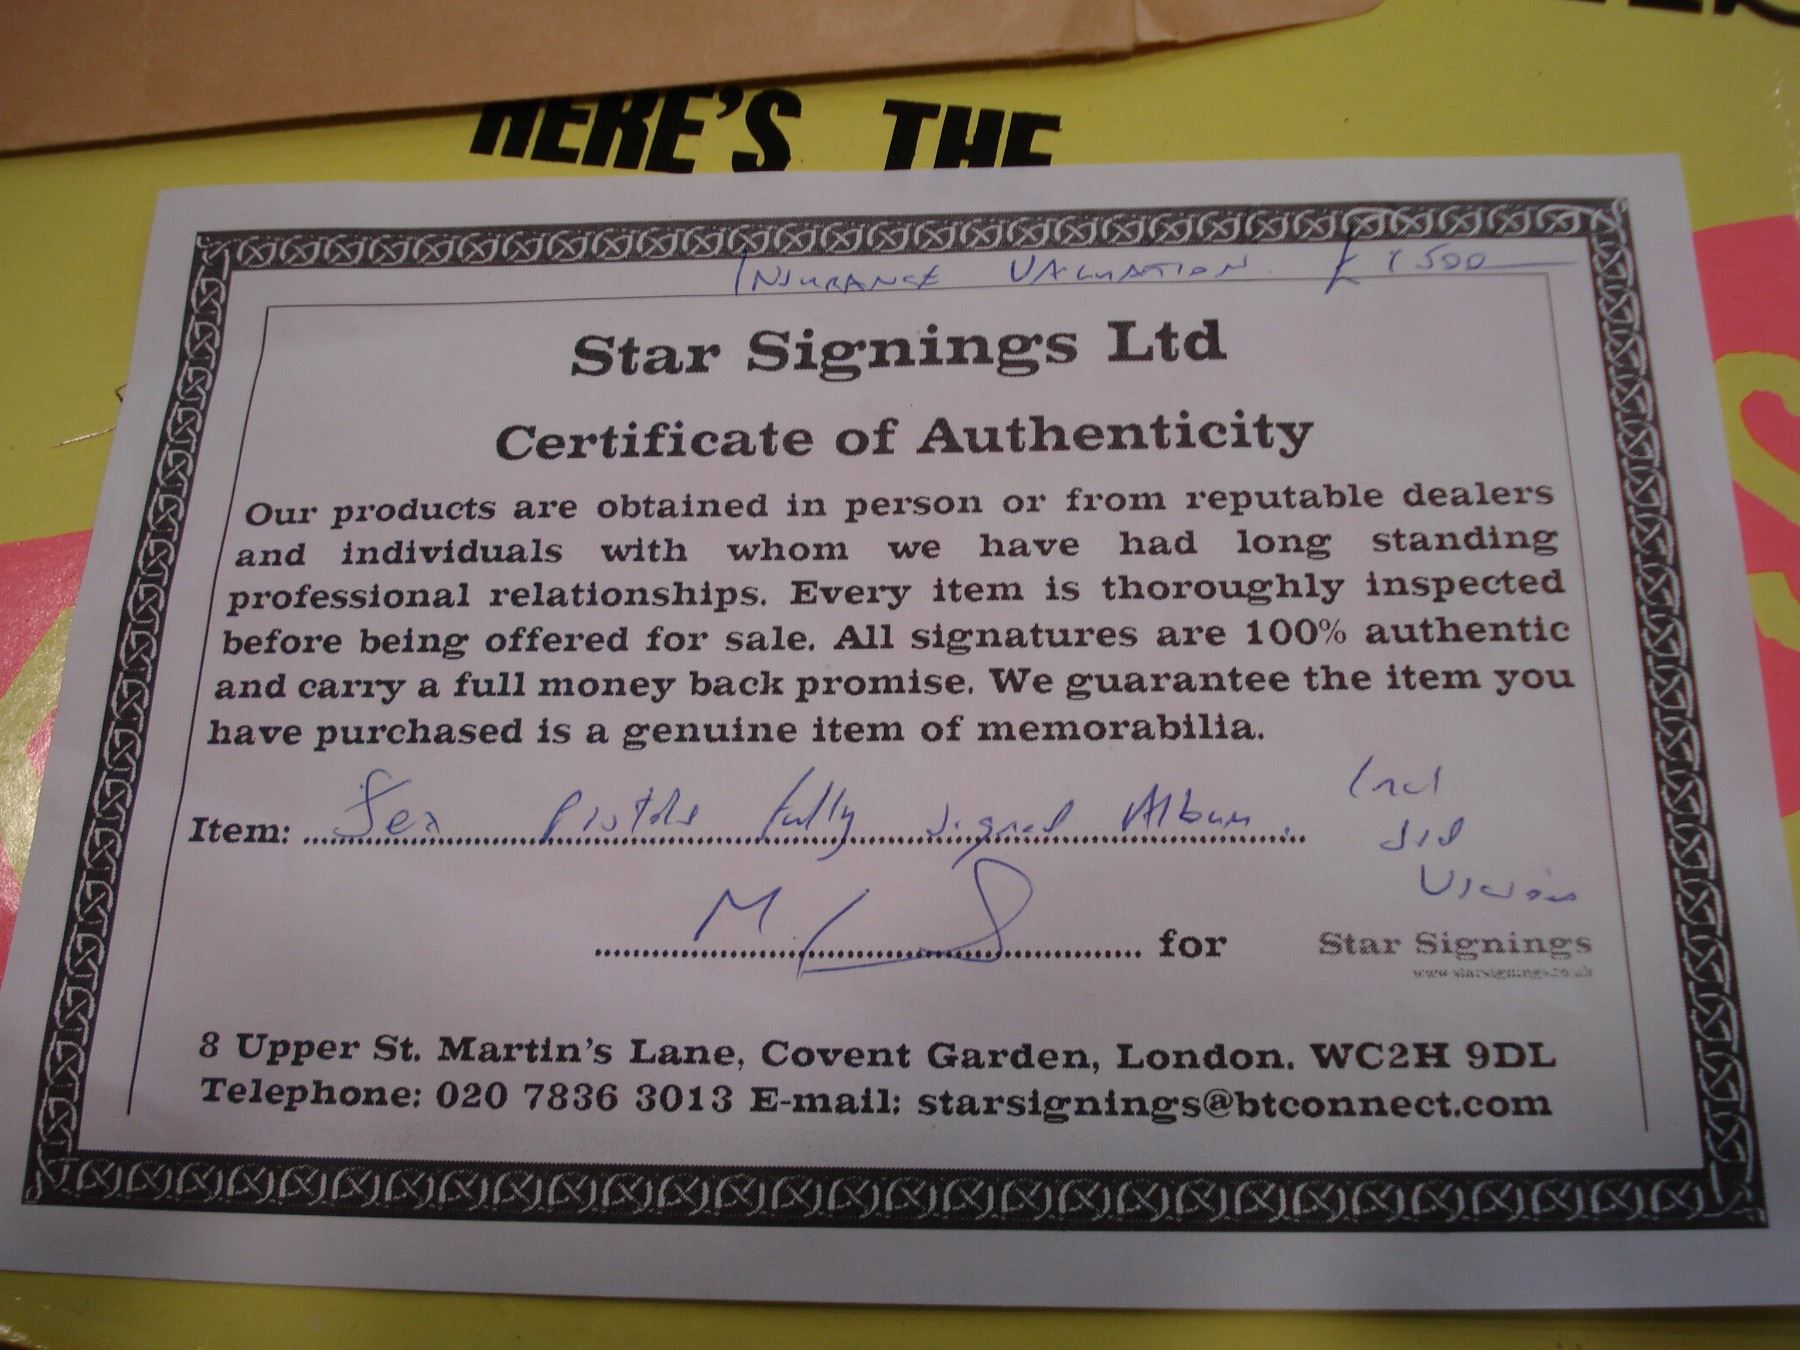 HERE'S THE
INSURANCE VALUATION £1500
Star Signings Ltd
Certificate of Authenticity
Our products are obtained in person or from reputable dealers
and individuals with whom we have had long standing
professional relationships. Every item is thoroughly inspected
before being offered for sale. All signatures are 100% authentic
and carry a full money back promise. We guarantee the item you
have purchased is a genuine item of memorabilia.
Item: Sex Pistols fully signed Album. Incl
Sid
Vicious
for Star Signings
www.starsignings.co.uk
8 Upper St. Martin's Lane, Covent Garden, London. WC2H 9DL
Telephone: 020 7836 3013 E-mail: starsignings@btconnect.com